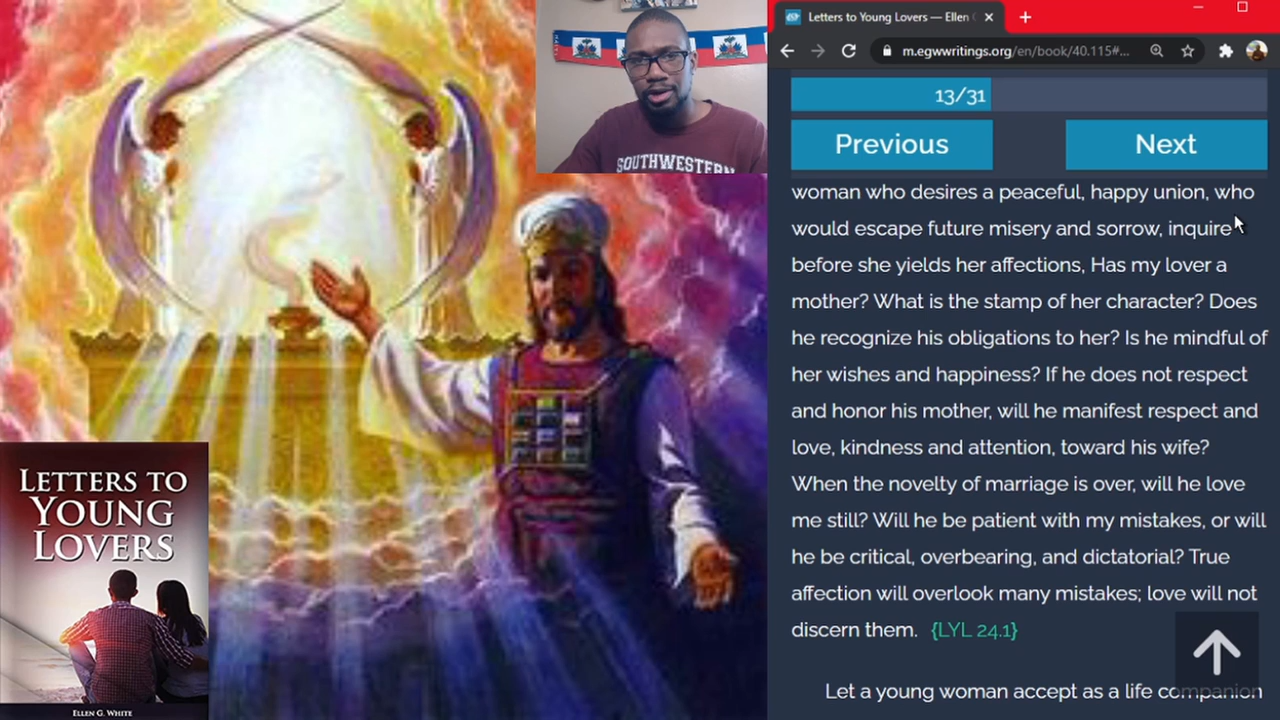 SOUTHWESTERN
LETTERS TO
YOUNG
LOVERS
ELLEN G. WHITE
Letters to Young Lovers — Ellen G
m.egwwritings.org/en/book/40.115#...
13/31
Previous
Next
woman who desires a peaceful, happy union, who
would escape future misery and sorrow, inquire
before she yields her affections, Has my lover a
mother? What is the stamp of her character? Does
he recognize his obligations to her? Is he mindful of
her wishes and happiness? If he does not respect
and honor his mother, will he manifest respect and
love, kindness and attention, toward his wife?
When the novelty of marriage is over, will he love
me still? Will he be patient with my mistakes, or will
he be critical, overbearing, and dictatorial? True
affection will overlook many mistakes; love will not
discern them. {LYL 24.1}
Let a young woman accept as a life companion